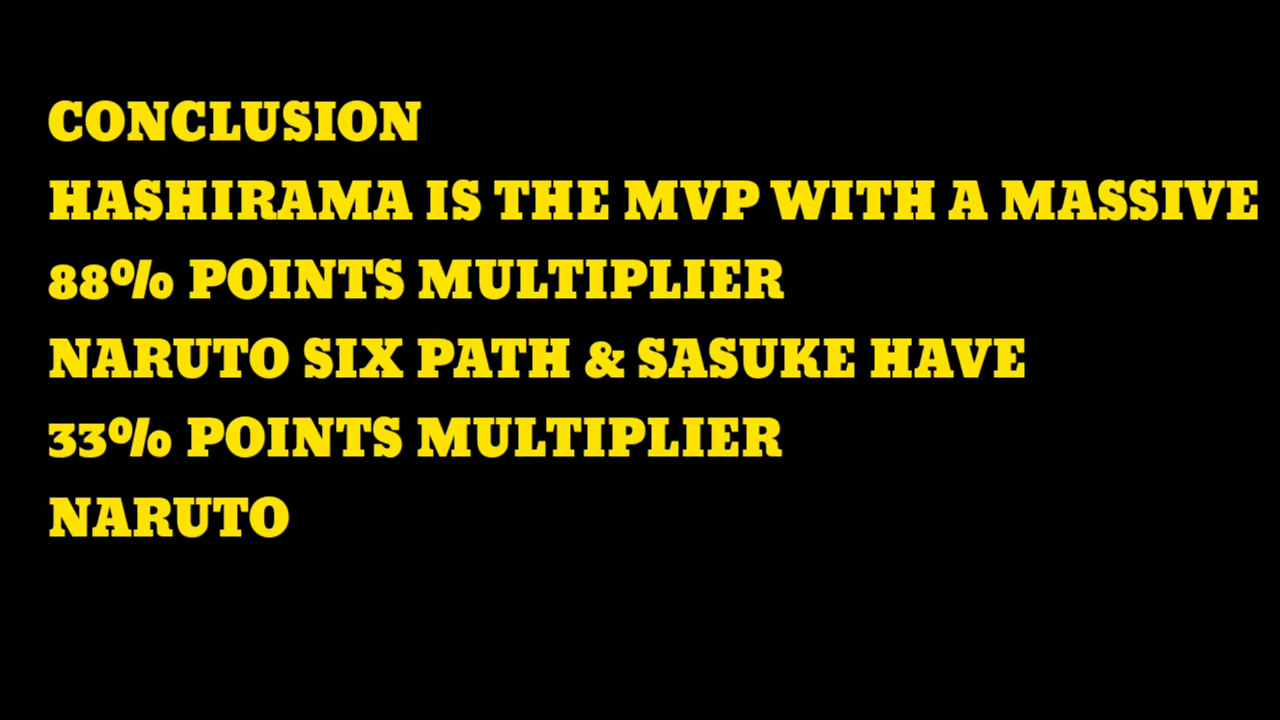 CONCLUSION
HASHIRAMA IS THE MVP WITH A MASSIVE
88% POINTS MULTIPLIER
NARUTO SIX PATH & SASUKE HAVE
33% POINTS MULTIPLIER
NARUTO